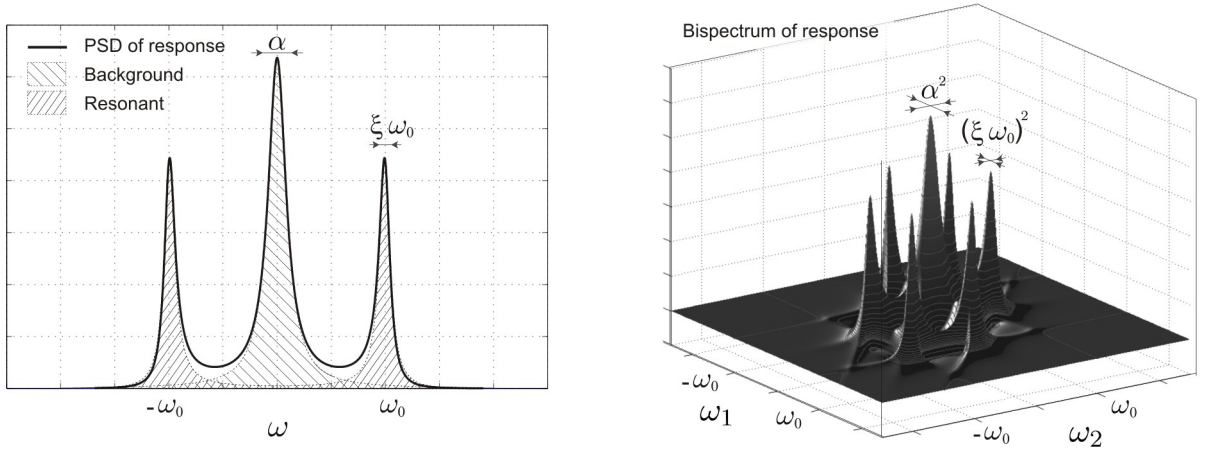 PSD of response
Background
Resonant
α
ξ ω₀
-ω₀
ω₀
ω
Bispectrum of response
α²
(ξ ω₀)²
-ω₀
ω₁
ω₀
-ω₀
ω₂
ω₀